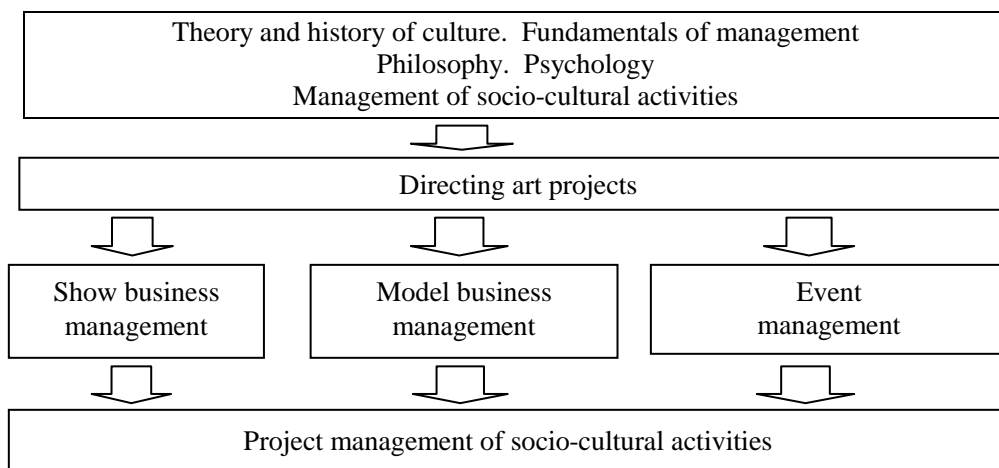 Theory and history of culture.  Fundamentals of management
Philosophy.  Psychology
Management of socio-cultural activities
Directing art projects
Show business
management
Model business
management
Event
management
Project management of socio-cultural activities